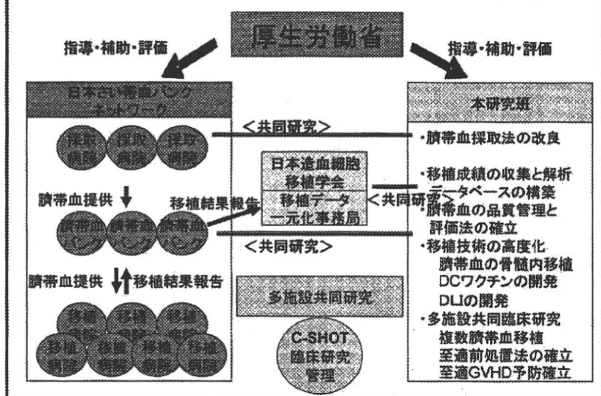 厚生労働省
指導・補助・評価
指導・補助・評価
日本さい帯血バンク
ネットワーク
採取
病院
採取
病院
採取
病院
臍帯血提供
臍帯血
バンク
臍帯血
バンク
臍帯血
バンク
臍帯血提供
移植結果報告
移植
病院
移植
病院
移植
病院
移植
病院
移植
病院
移植
病院
移植
病院
<共同研究>
日本造血細胞
移植学会
移植データ
一元化事務局
移植結果報告
<共同研究>
<共同研究>
多施設共同研究
C-SHOT
臨床研究
管理
本研究班
・臍帯血採取法の改良
・移植成績の収集と解析
データベースの構築
・臍帯血の品質管理と
評価法の確立
・移植技術の高度化
臍帯血の骨髄内移植
DCワクチンの開発
DLIの開発
・多施設共同臨床研究
複数臍帯血移植
至適前処置法の確立
至適GVHD予防確立